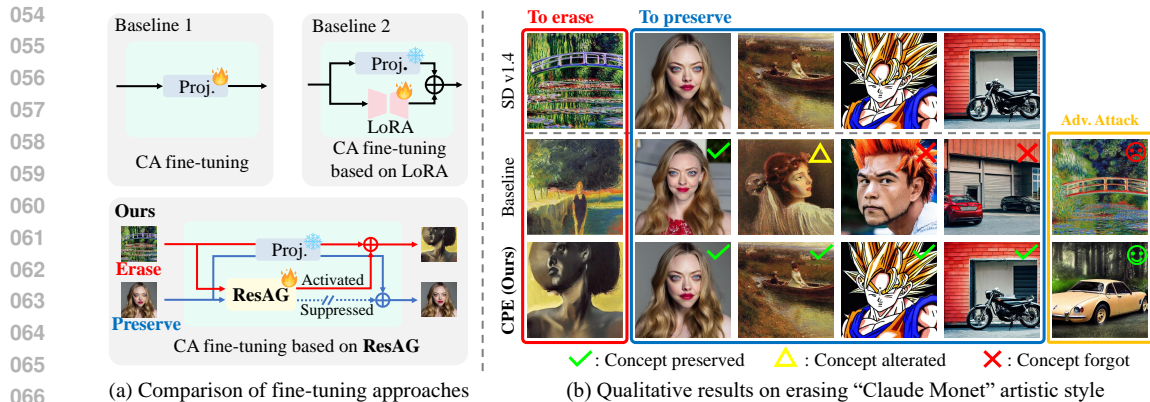 054
055
056
057
058
059
060
061
062
063
064
065
066
Baseline 1
Proj.
CA fine-tuning
Baseline 2
Proj.
LoRA
CA fine-tuning
based on LoRA
Ours
Erase
Preserve
Proj.
ResAG
Activated
Suppressed
CA fine-tuning based on ResAG
(a) Comparison of fine-tuning approaches
To erase
To preserve
SD v1.4
Baseline
CPE (Ours)
Adv. Attack
: Concept preserved
: Concept alterated
: Concept forgot
(b) Qualitative results on erasing “Claude Monet” artistic style